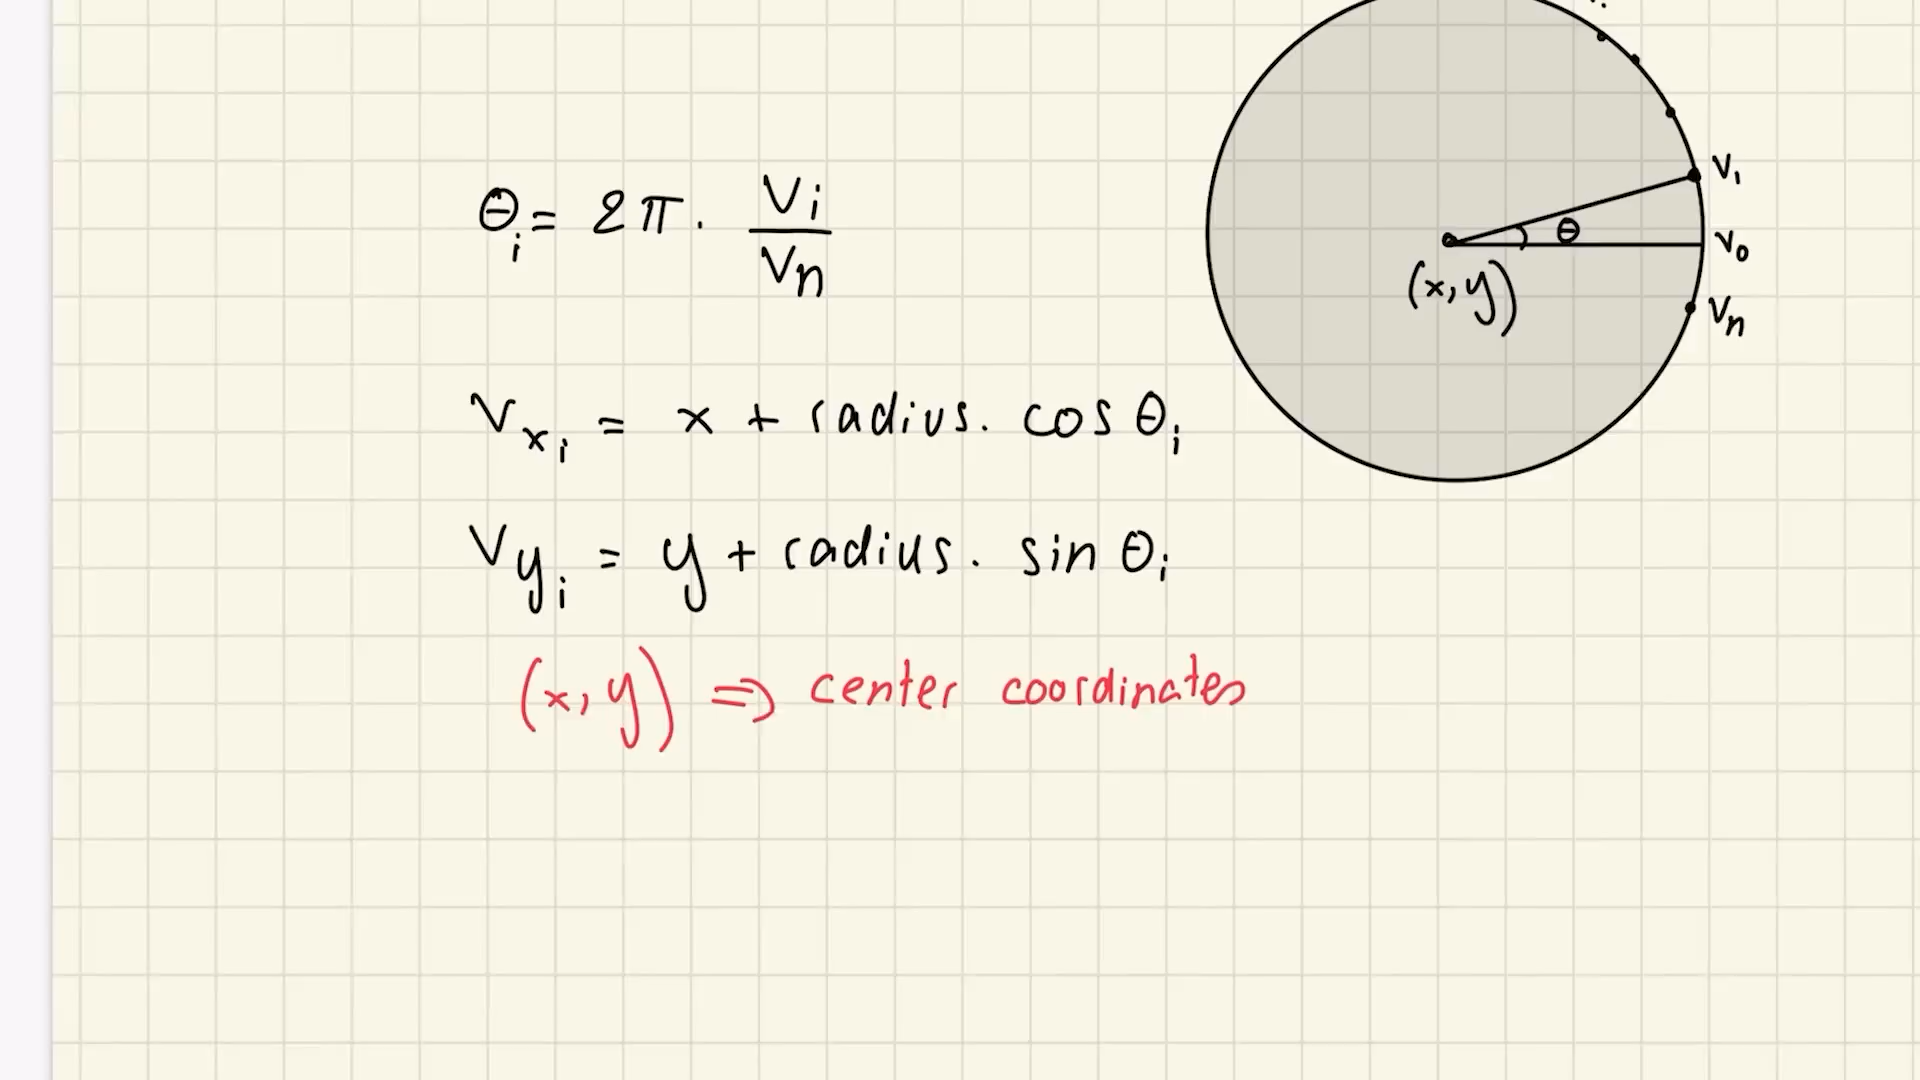 θᵢ = 2π · Vi / Vn
V₁
θ
V₀
(x, y)
Vn
Vxᵢ = x + radius · cos θᵢ
Vyᵢ = y + radius · sin θᵢ
(x, y) ⇒ center coordinates